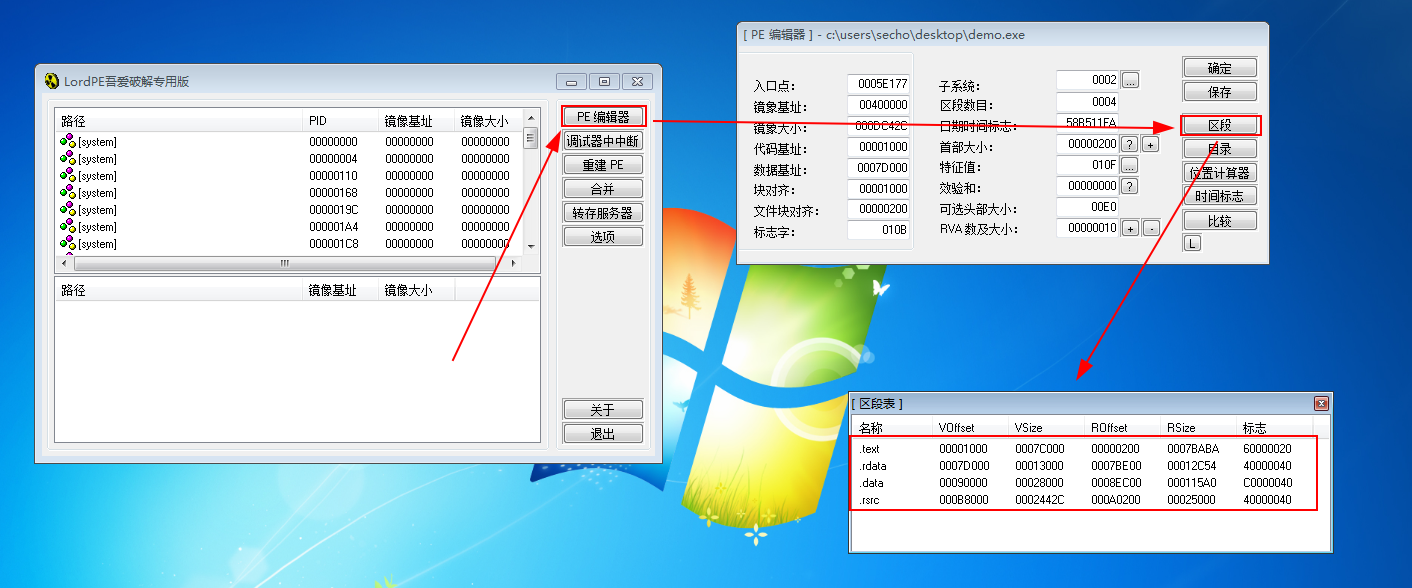 LordPE吾爱破解专用版
路径 PID 镜像基址 镜像大小
[system] 00000000 00000000 00000000
[system] 00000004 00000000 00000000
[system] 00000110 00000000 00000000
[system] 00000168 00000000 00000000
[system] 0000019C 00000000 00000000
[system] 000001A4 00000000 00000000
[system] 000001C8 00000000 00000000
路径 镜像基址 镜像大小
PE 编辑器
调试器中中断
重建 PE
合并
转存服务器
选项
关于
退出
[ PE 编辑器 ] - c:\users\secho\desktop\demo.exe
入口点: 0005E177
镜像基址: 00400000
镜像大小: 000DC42C
代码基址: 00001000
数据基址: 0007D000
块对齐: 00001000
文件块对齐: 00000200
标志字: 010B
子系统: 0002 ...
区段数目: 0004
日期时间标志: 58B511FA
首部大小: 00000200 ? +
特征值: 010F ...
效验和: 00000000 ?
可选头部大小: 00E0
RVA 数及大小: 00000010 + -
确定
保存
区段
目录
位置计算器
时间标志
比较
L
[ 区段表 ]
名称 VOffset VSize ROffset RSize 标志
.text 00001000 0007C000 00000200 0007BABA 60000020
.rdata 0007D000 00013000 0007BE00 00012C54 40000040
.data 00090000 00028000 0008EC00 000115A0 C0000040
.rsrc 000B8000 0002442C 000A0200 00025000 40000040